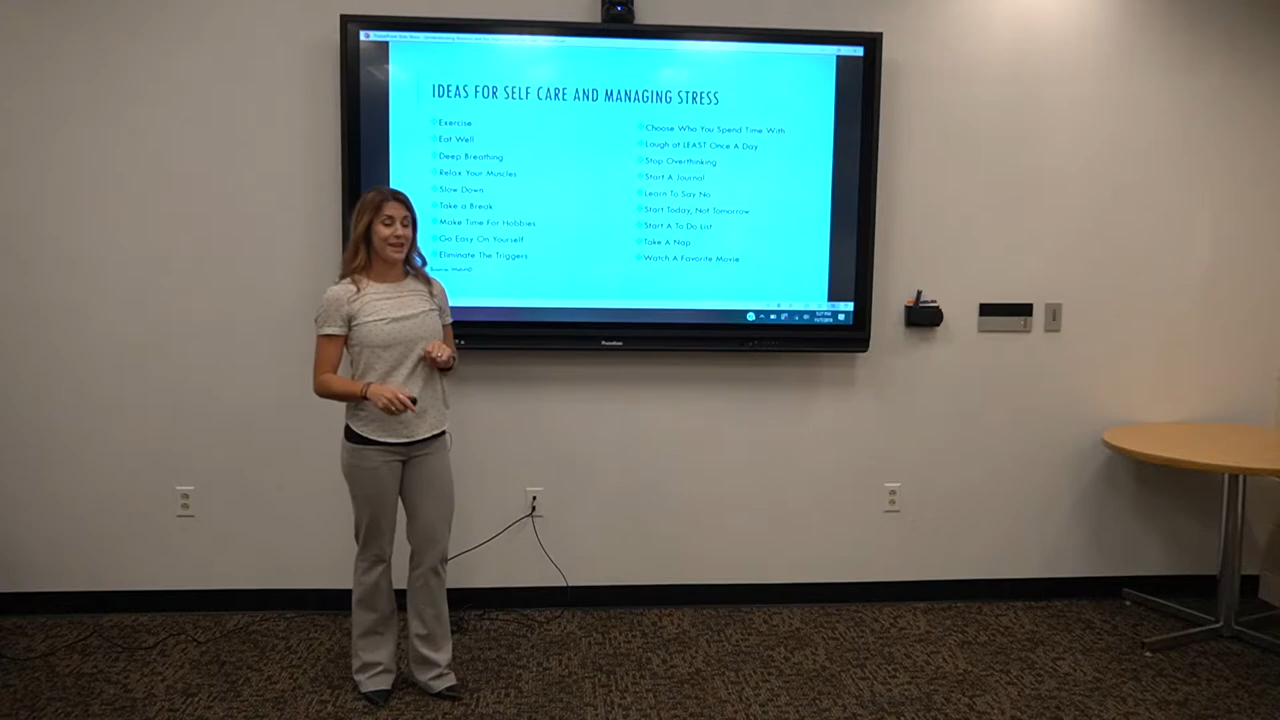 IDEAS FOR SELF CARE AND MANAGING STRESS
Exercise
Eat Well
Deep Breathing
Relax Your Muscles
Slow Down
Take a Break
Make Time For Hobbies
Go Easy On Yourself
Eliminate The Triggers
Source: WebMD
Choose Who You Spend Time With
Laugh at LEAST Once A Day
Stop Overthinking
Start A Journal
Learn To Say No
Start Today, Not Tomorrow
Start A To Do List
Take A Nap
Watch A Favorite Movie